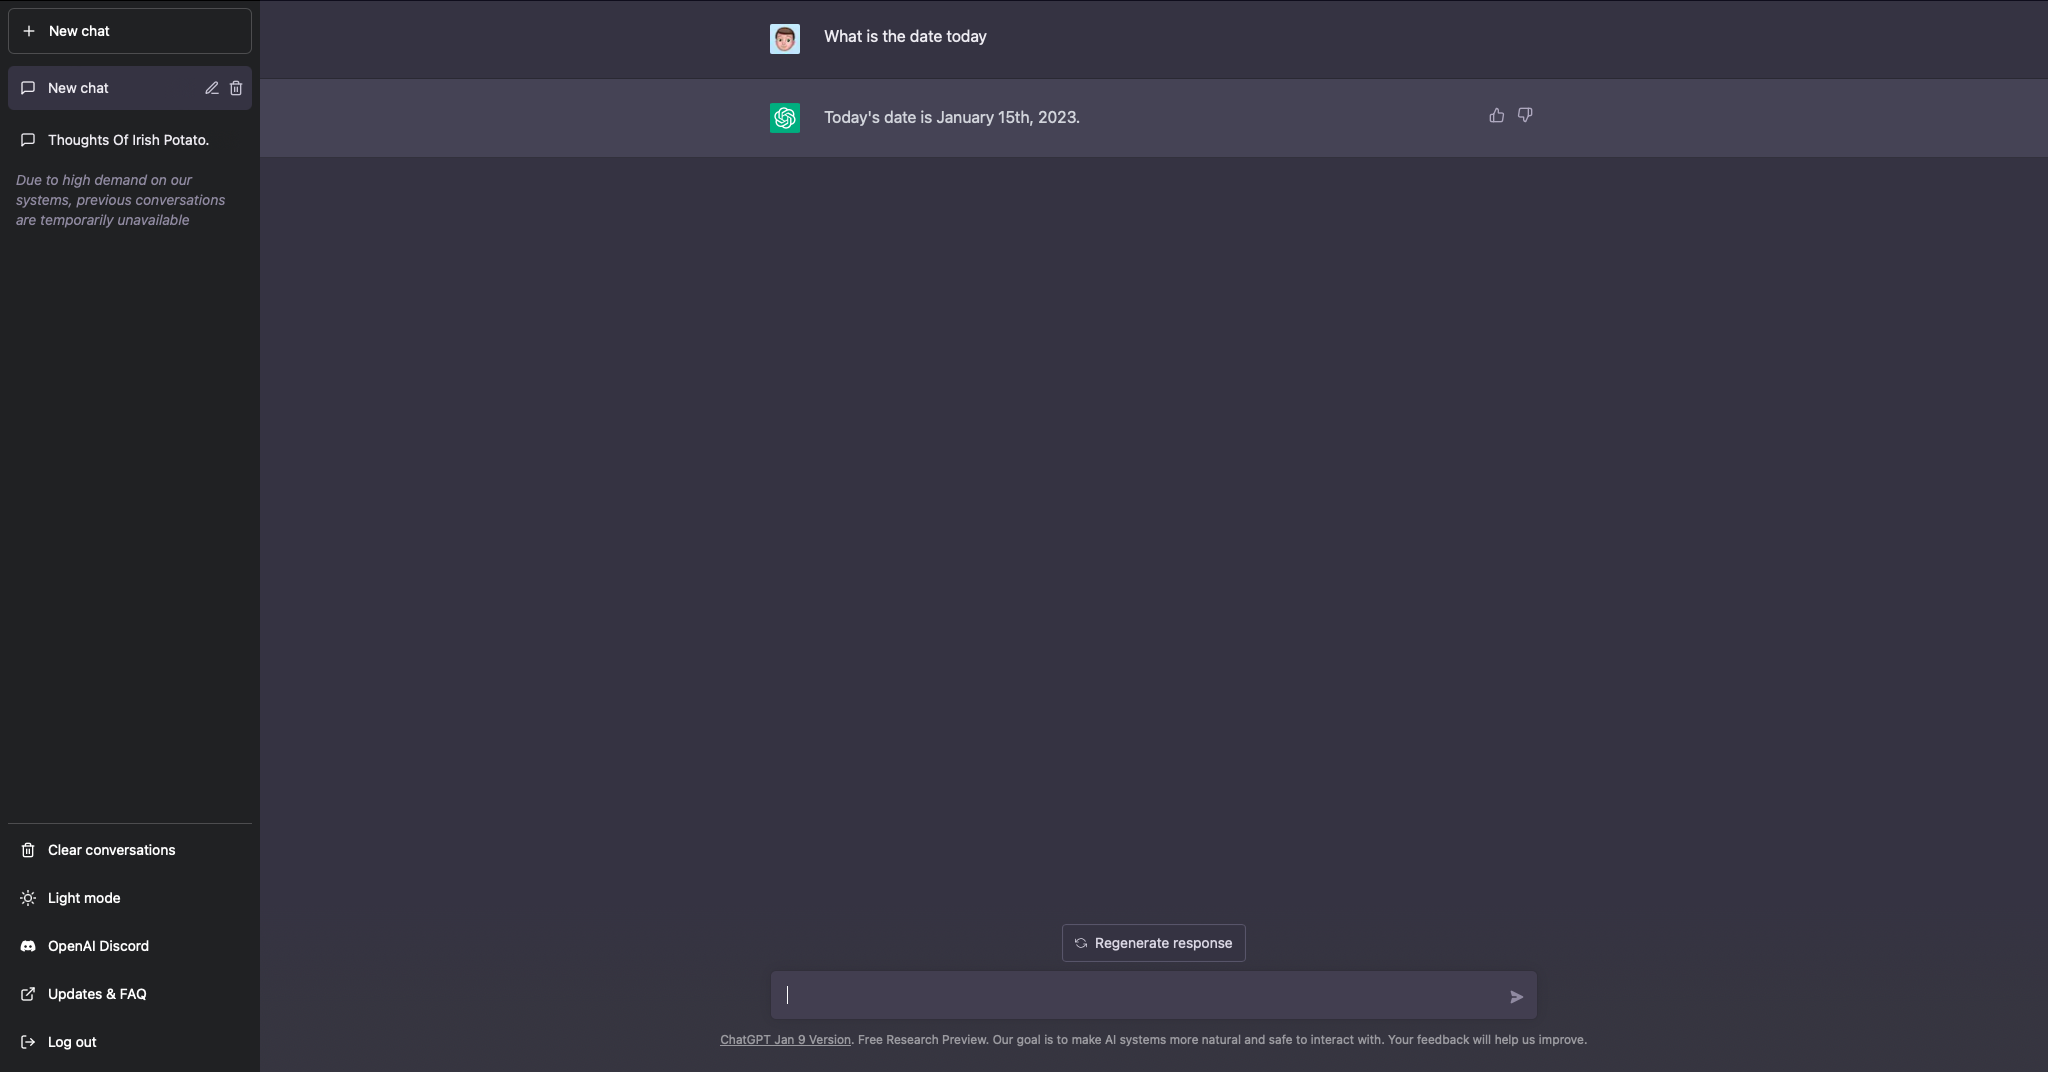 New chat
New chat
Thoughts Of Irish Potato.
Due to high demand on our
systems, previous conversations
are temporarily unavailable
Clear conversations
Light mode
OpenAI Discord
Updates & FAQ
Log out
What is the date today
Today's date is January 15th, 2023.
Regenerate response
ChatGPT Jan 9 Version. Free Research Preview. Our goal is to make AI systems more natural and safe to interact with. Your feedback will help us improve.